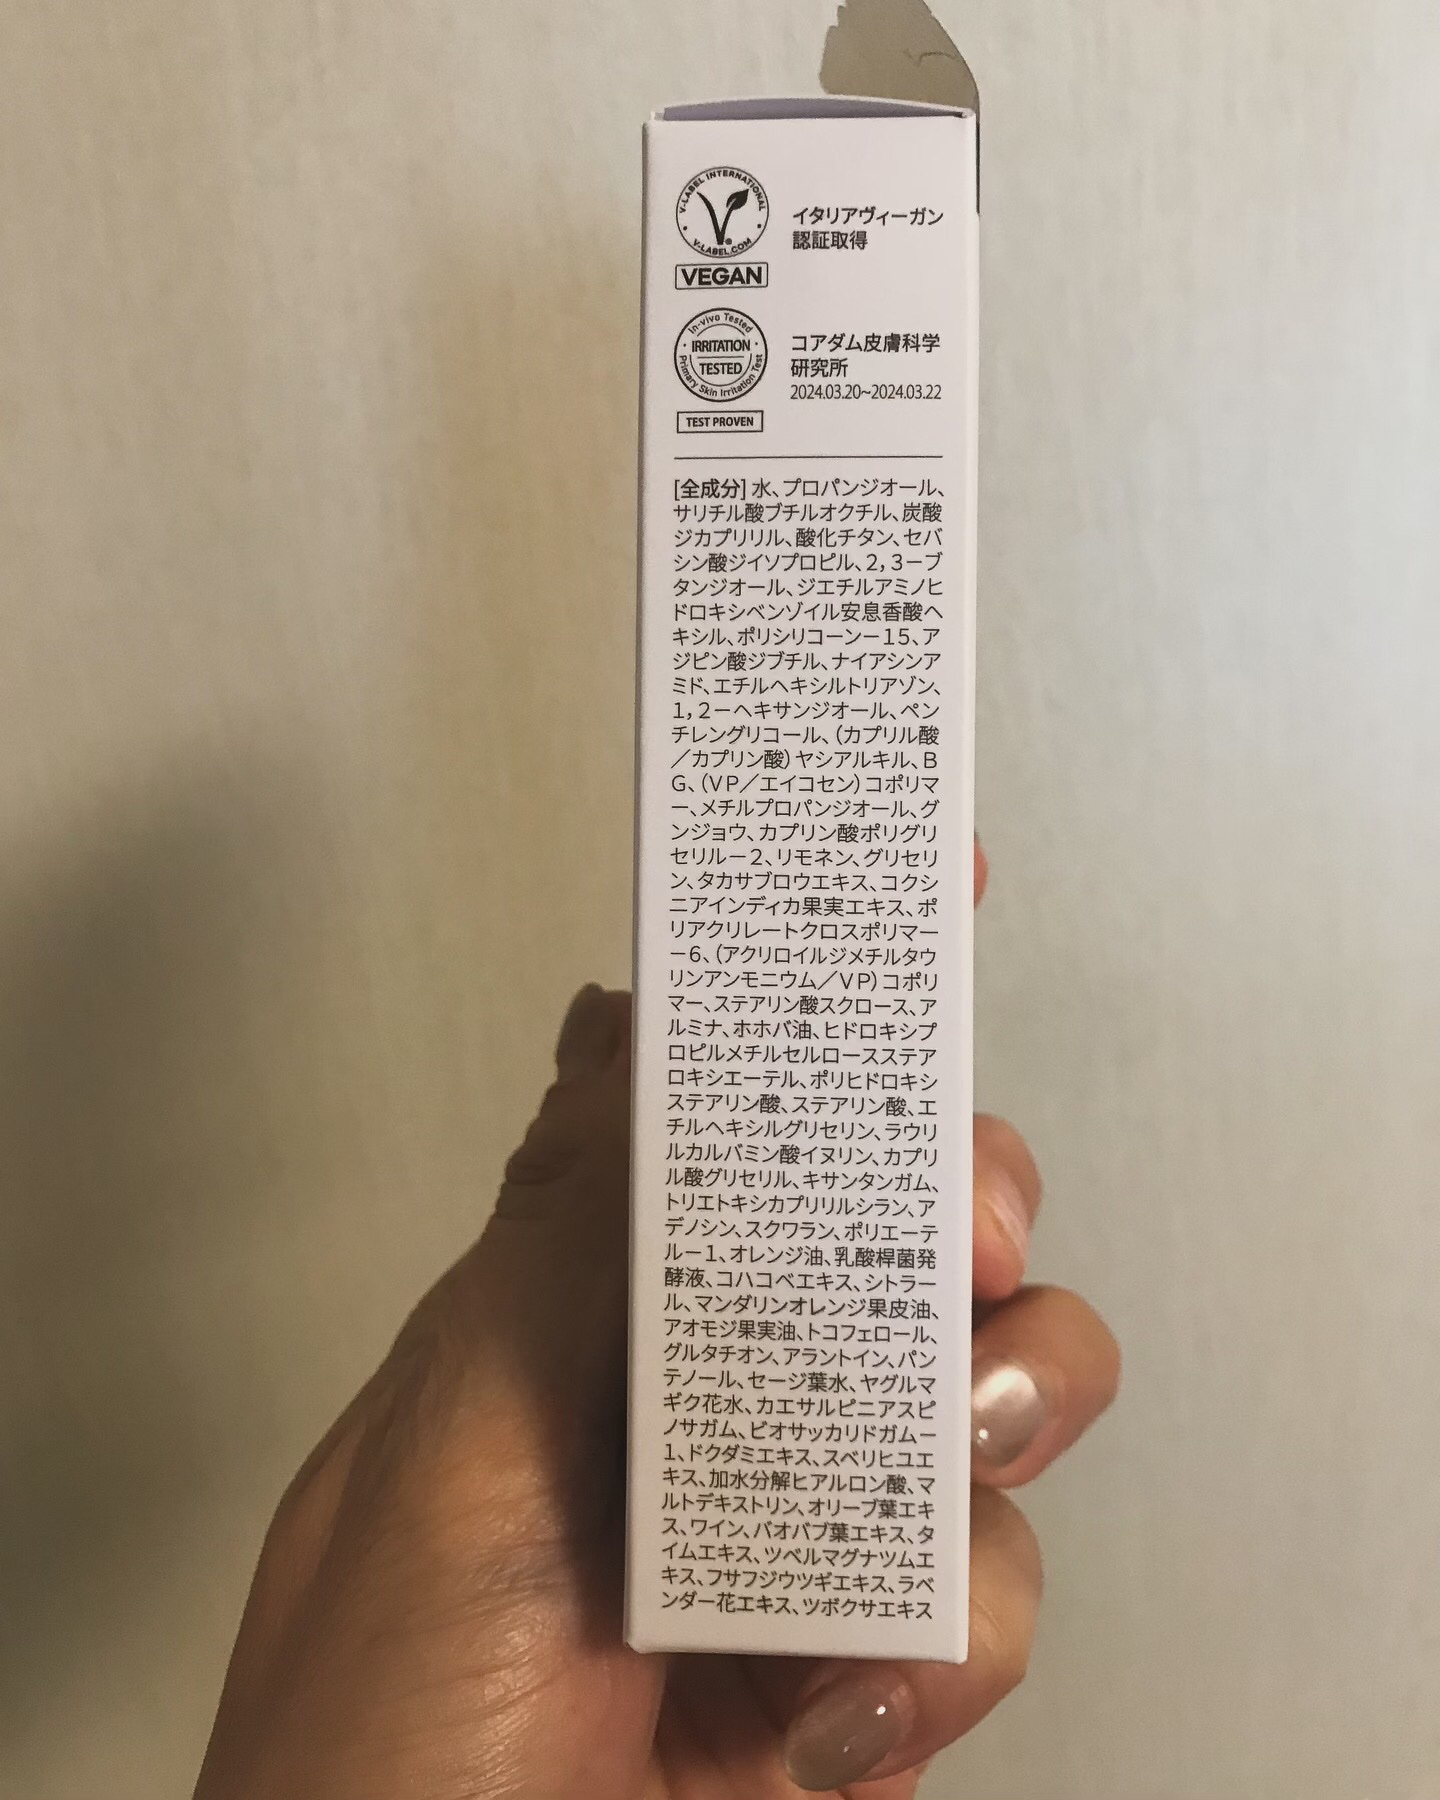 V-LABEL INTERNATIONAL
V-LABEL.COM
VEGAN
イタリアヴィーガン
認証取得
In-vivo Tested
IRRITATION
TESTED
Primary Skin Irritation Test
TEST PROVEN
コアダム皮膚科学
研究所
2024.03.20~2024.03.22
[全成分] 水、プロパンジオール、
サリチル酸ブチルオクチル、炭酸
ジカプリリル、酸化チタン、セバ
シン酸ジイソプロピル、2,3－ブ
タンジオール、ジエチルアミノヒ
ドロキシベンゾイル安息香酸ヘ
キシル、ポリシリコーン－15、ア
ジピン酸ジブチル、ナイアシンア
ミド、エチルヘキシルトリアゾン、
1,2－ヘキサンジオール、ペン
チレングリコール、（カプリル酸
／カプリン酸）ヤシアルキル、B
G、（VP／エイコセン）コポリマ
ー、メチルプロパンジオール、グ
ンジョウ、カプリン酸ポリグリ
セリル－2、リモネン、グリセリ
ン、タカサブロウエキス、コクシ
ニアインディカ果実エキス、ポ
リアクリレートクロスポリマー
－6、（アクリロイルジメチルタウ
リンアンモニウム／VP）コポリ
マー、ステアリン酸スクロース、ア
ルミナ、ホホバ油、ヒドロキシプ
ロピルメチルセルロースステア
ロキシエーテル、ポリヒドロキシ
ステアリン酸、ステアリン酸、エ
チルヘキシルグリセリン、ラウリ
ルカルバミン酸イヌリン、カプリ
ル酸グリセリル、キサンタンガム、
トリエトキシカプリリルシラン、ア
デノシン、スクワラン、ポリエーテ
ル－1、オレンジ油、乳酸桿菌発
酵液、コハコベエキス、シトラー
ル、マンダリンオレンジ果皮油、
アオモジ果実油、トコフェロール、
グルタチオン、アラントイン、パン
テノール、セージ葉水、ヤグルマ
ギク花水、カエサルピニアスピ
ノサガム、ビオサッカリドガムー
1、ドクダミエキス、スベリヒユエ
キス、加水分解ヒアルロン酸、マ
ルトデキストリン、オリーブ葉エキ
ス、ワイン、バオバブ葉エキス、タ
イムエキス、ツベルマグナツムエ
キス、フサフジウツギエキス、ラベ
ンダー花エキス、ツボクサエキス